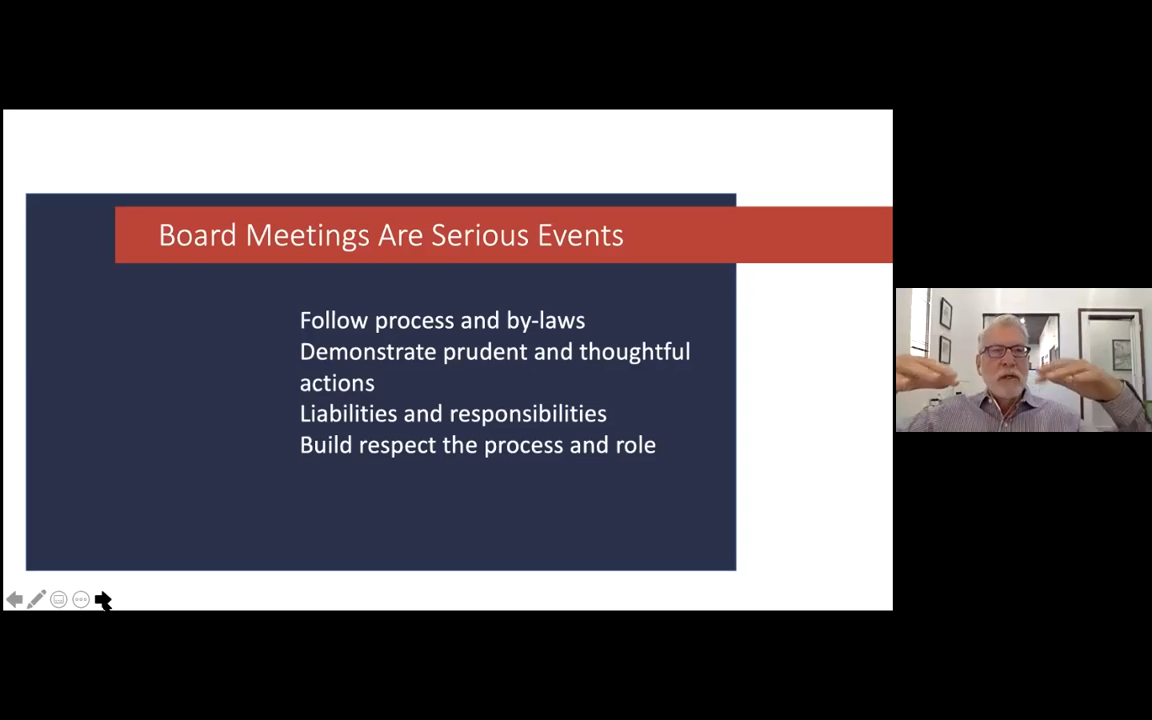 Board Meetings Are Serious Events
Follow process and by-laws
Demonstrate prudent and thoughtful
actions
Liabilities and responsibilities
Build respect the process and role